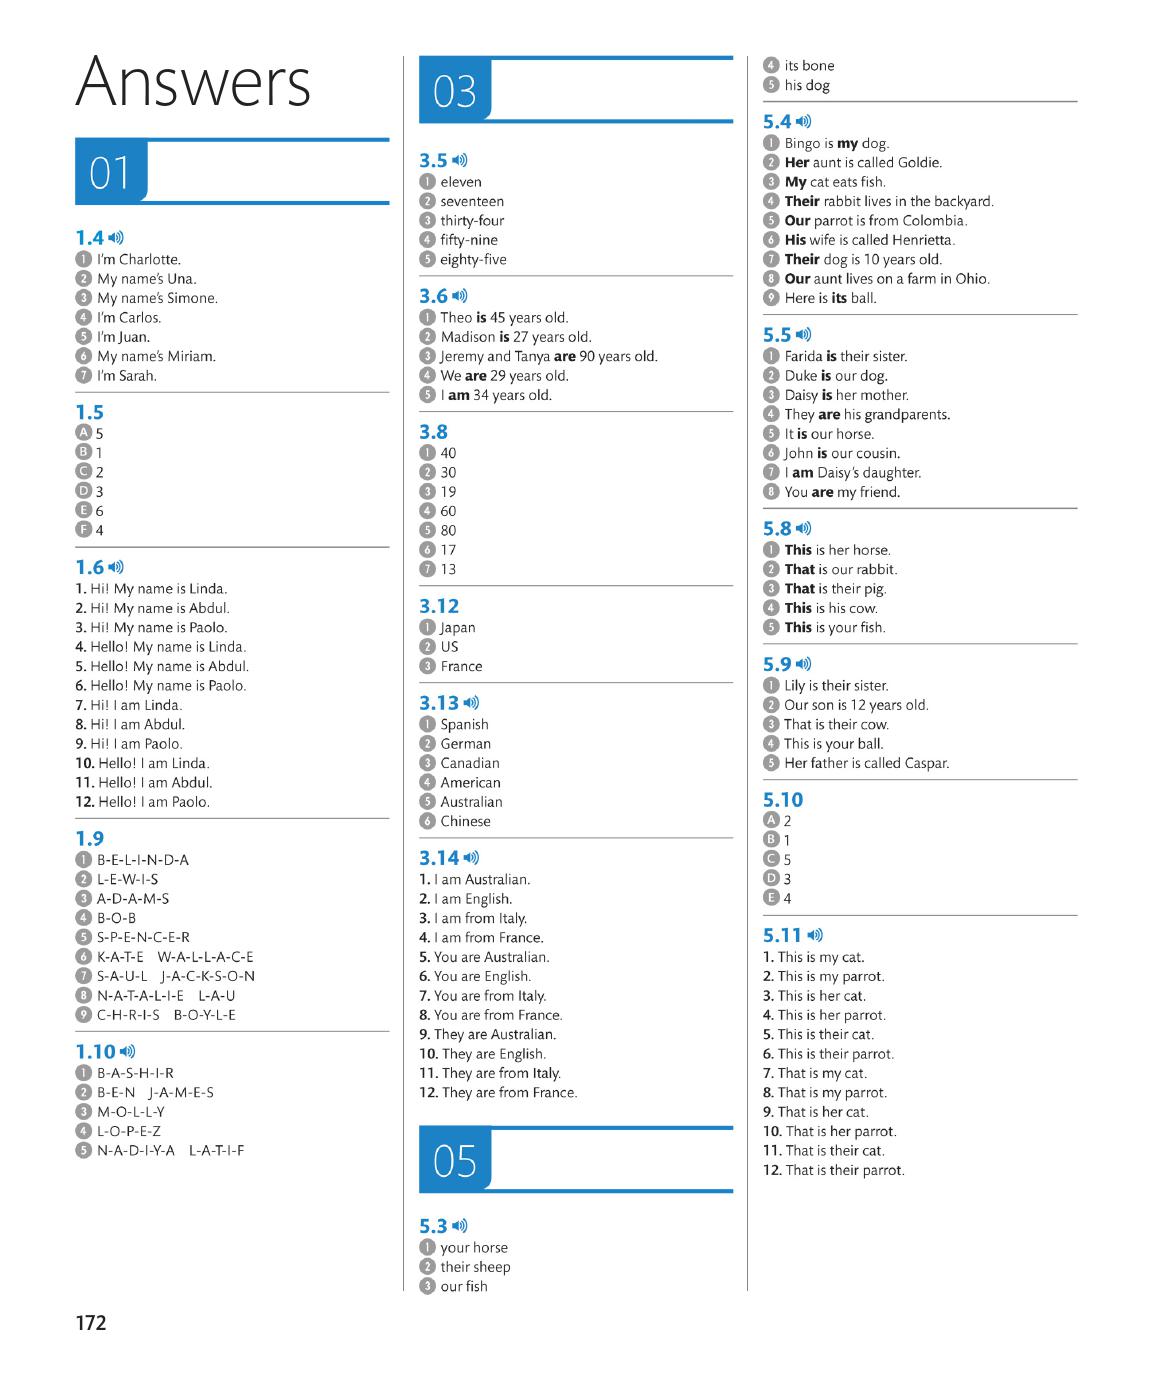 Answers
01
1.4
1 I'm Charlotte.
2 My name's Una.
3 My name's Simone.
4 I'm Carlos.
5 I'm Juan.
6 My name's Miriam.
7 I'm Sarah.
1.5
A 5
B 1
C 2
D 3
E 6
F 4
1.6
1. Hi! My name is Linda.
2. Hi! My name is Abdul.
3. Hi! My name is Paolo.
4. Hello! My name is Linda.
5. Hello! My name is Abdul.
6. Hello! My name is Paolo.
7. Hi! I am Linda.
8. Hi! I am Abdul.
9. Hi! I am Paolo.
10. Hello! I am Linda.
11. Hello! I am Abdul.
12. Hello! I am Paolo.
1.9
1 B-E-L-I-N-D-A
2 L-E-W-I-S
3 A-D-A-M-S
4 B-O-B
5 S-P-E-N-C-E-R
6 K-A-T-E W-A-L-L-A-C-E
7 S-A-U-L J-A-C-K-S-O-N
8 N-A-T-A-L-I-E L-A-U
9 C-H-R-I-S B-O-Y-L-E
1.10
1 B-A-S-H-I-R
2 B-E-N J-A-M-E-S
3 M-O-L-L-Y
4 L-O-P-E-Z
5 N-A-D-I-Y-A L-A-T-I-F
03
3.5
1 eleven
2 seventeen
3 thirty-four
4 fifty-nine
5 eighty-five
3.6
1 Theo is 45 years old.
2 Madison is 27 years old.
3 Jeremy and Tanya are 90 years old.
4 We are 29 years old.
5 I am 34 years old.
3.8
1 40
2 30
3 19
4 60
5 80
6 17
7 13
3.12
1 Japan
2 US
3 France
3.13
1 Spanish
2 German
3 Canadian
4 American
5 Australian
6 Chinese
3.14
1. I am Australian.
2. I am English.
3. I am from Italy.
4. I am from France.
5. You are Australian.
6. You are English.
7. You are from Italy.
8. You are from France.
9. They are Australian.
10. They are English.
11. They are from Italy.
12. They are from France.
05
5.3
1 your horse
2 their sheep
3 our fish
4 its bone
5 his dog
5.4
1 Bingo is my dog.
2 Her aunt is called Goldie.
3 My cat eats fish.
4 Their rabbit lives in the backyard.
5 Our parrot is from Colombia.
6 His wife is called Henrietta.
7 Their dog is 10 years old.
8 Our aunt lives on a farm in Ohio.
9 Here is its ball.
5.5
1 Farida is their sister.
2 Duke is our dog.
3 Daisy is her mother.
4 They are his grandparents.
5 It is our horse.
6 John is our cousin.
7 I am Daisy's daughter.
8 You are my friend.
5.8
1 This is her horse.
2 That is our rabbit.
3 That is their pig.
4 This is his cow.
5 This is your fish.
5.9
1 Lily is their sister.
2 Our son is 12 years old.
3 That is their cow.
4 This is your ball.
5 Her father is called Caspar.
5.10
A 2
B 1
C 5
D 3
E 4
5.11
1. This is my cat.
2. This is my parrot.
3. This is her cat.
4. This is her parrot.
5. This is their cat.
6. This is their parrot.
7. That is my cat.
8. That is my parrot.
9. That is her cat.
10. That is her parrot.
11. That is their cat.
12. That is their parrot.
172